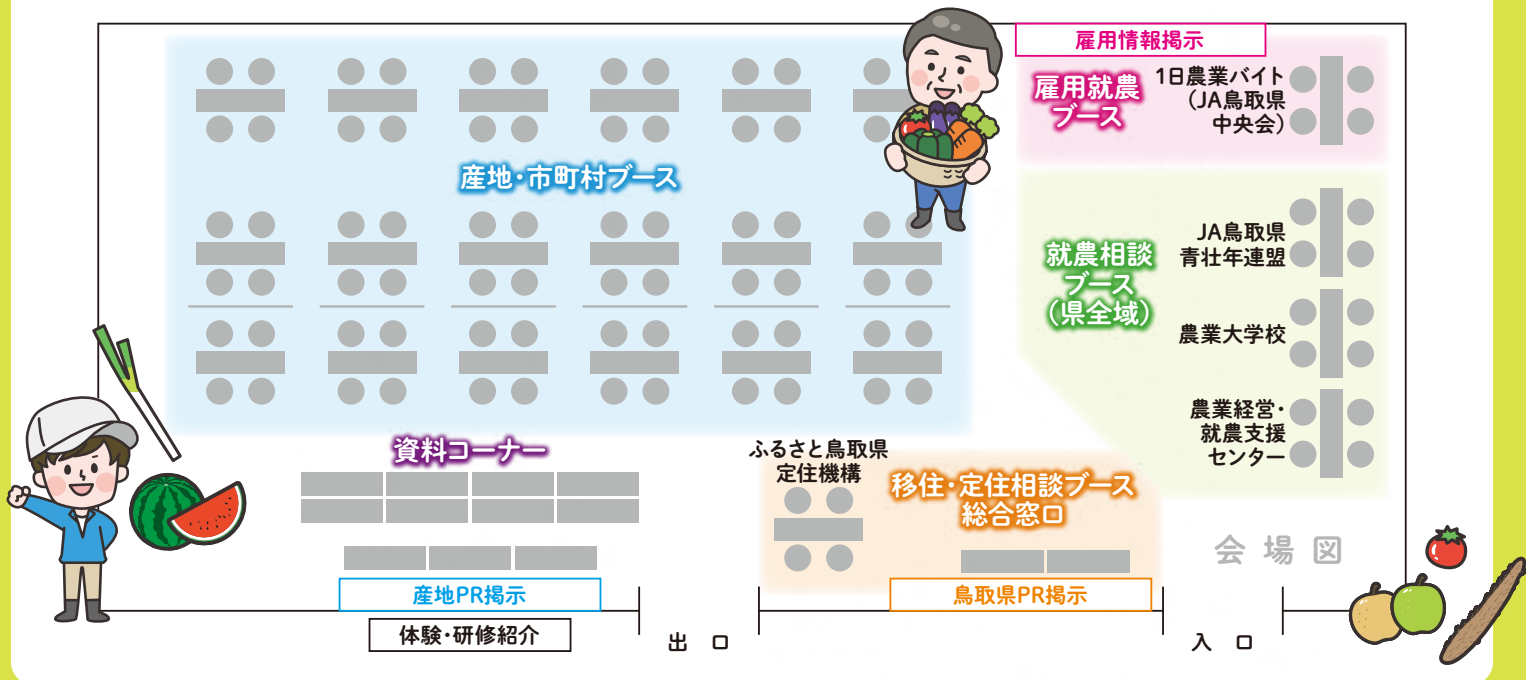 雇用情報掲示
雇用就農
ブース
1日農業バイト
（JA鳥取県
中央会）
産地・市町村ブース
就農相談
ブース
（県全域）
JA鳥取県
青壮年連盟
農業大学校
農業経営・
就農支援
センター
資料コーナー
ふるさと鳥取県
定住機構
移住・定住相談ブース
総合窓口
会場図
産地PR掲示
鳥取県PR掲示
体験・研修紹介
出口
入口